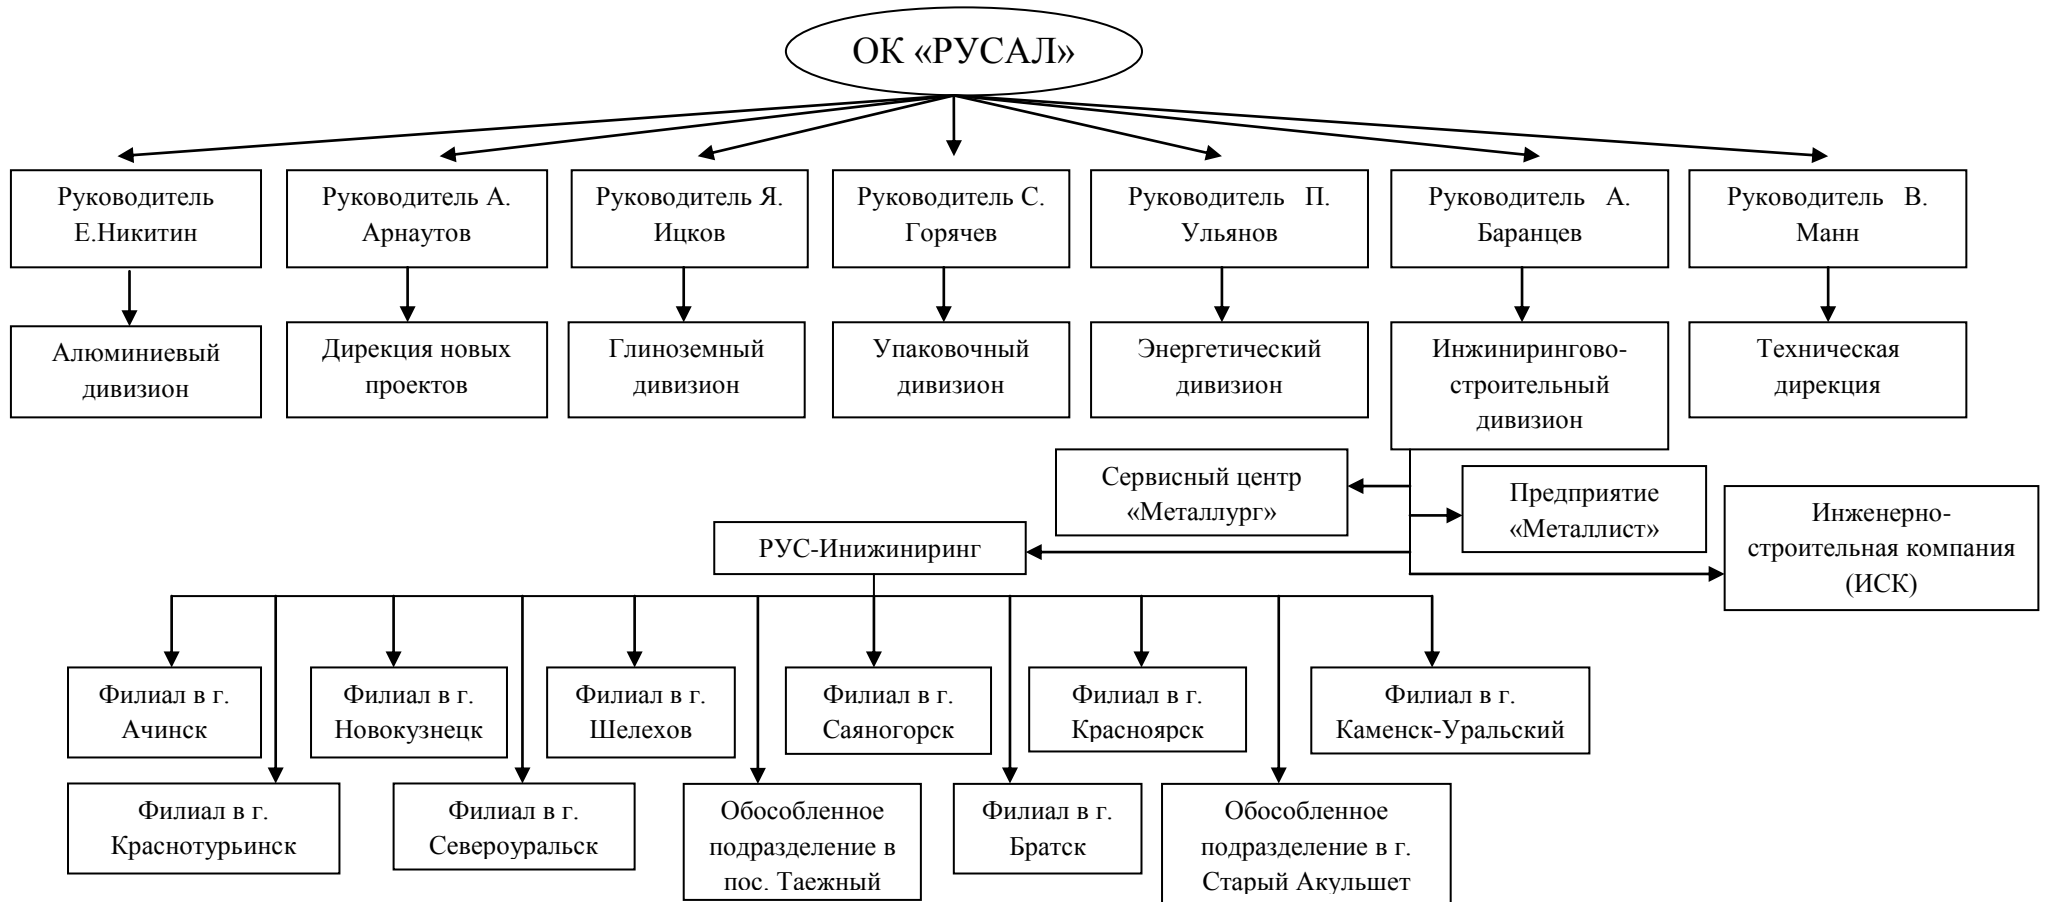 ОК «РУСАЛ»
Руководитель
Е.Никитин
Руководитель А.
Арнаутов
Руководитель Я.
Ицков
Руководитель С.
Горячев
Руководитель П.
Ульянов
Руководитель А.
Баранцев
Руководитель В.
Манн
Алюминиевый
дивизион
Дирекция новых
проектов
Глиноземный
дивизион
Упаковочный
дивизион
Энергетический
дивизион
Инжинирингово-
строительный
дивизион
Техническая
дирекция
Сервисный центр
«Металлург»
Предприятие
«Металлист»
Инженерно-
строительная компания
(ИСК)
РУС-Инижиниринг
Филиал в г.
Ачинск
Филиал в г.
Новокузнецк
Филиал в г.
Шелехов
Филиал в г.
Саяногорск
Филиал в г.
Красноярск
Филиал в г.
Каменск-Уральский
Филиал в г.
Краснотурьинск
Филиал в г.
Североуральск
Обособленное
подразделение в
пос. Таежный
Филиал в г.
Братск
Обособленное
подразделение в г.
Старый Акульшет